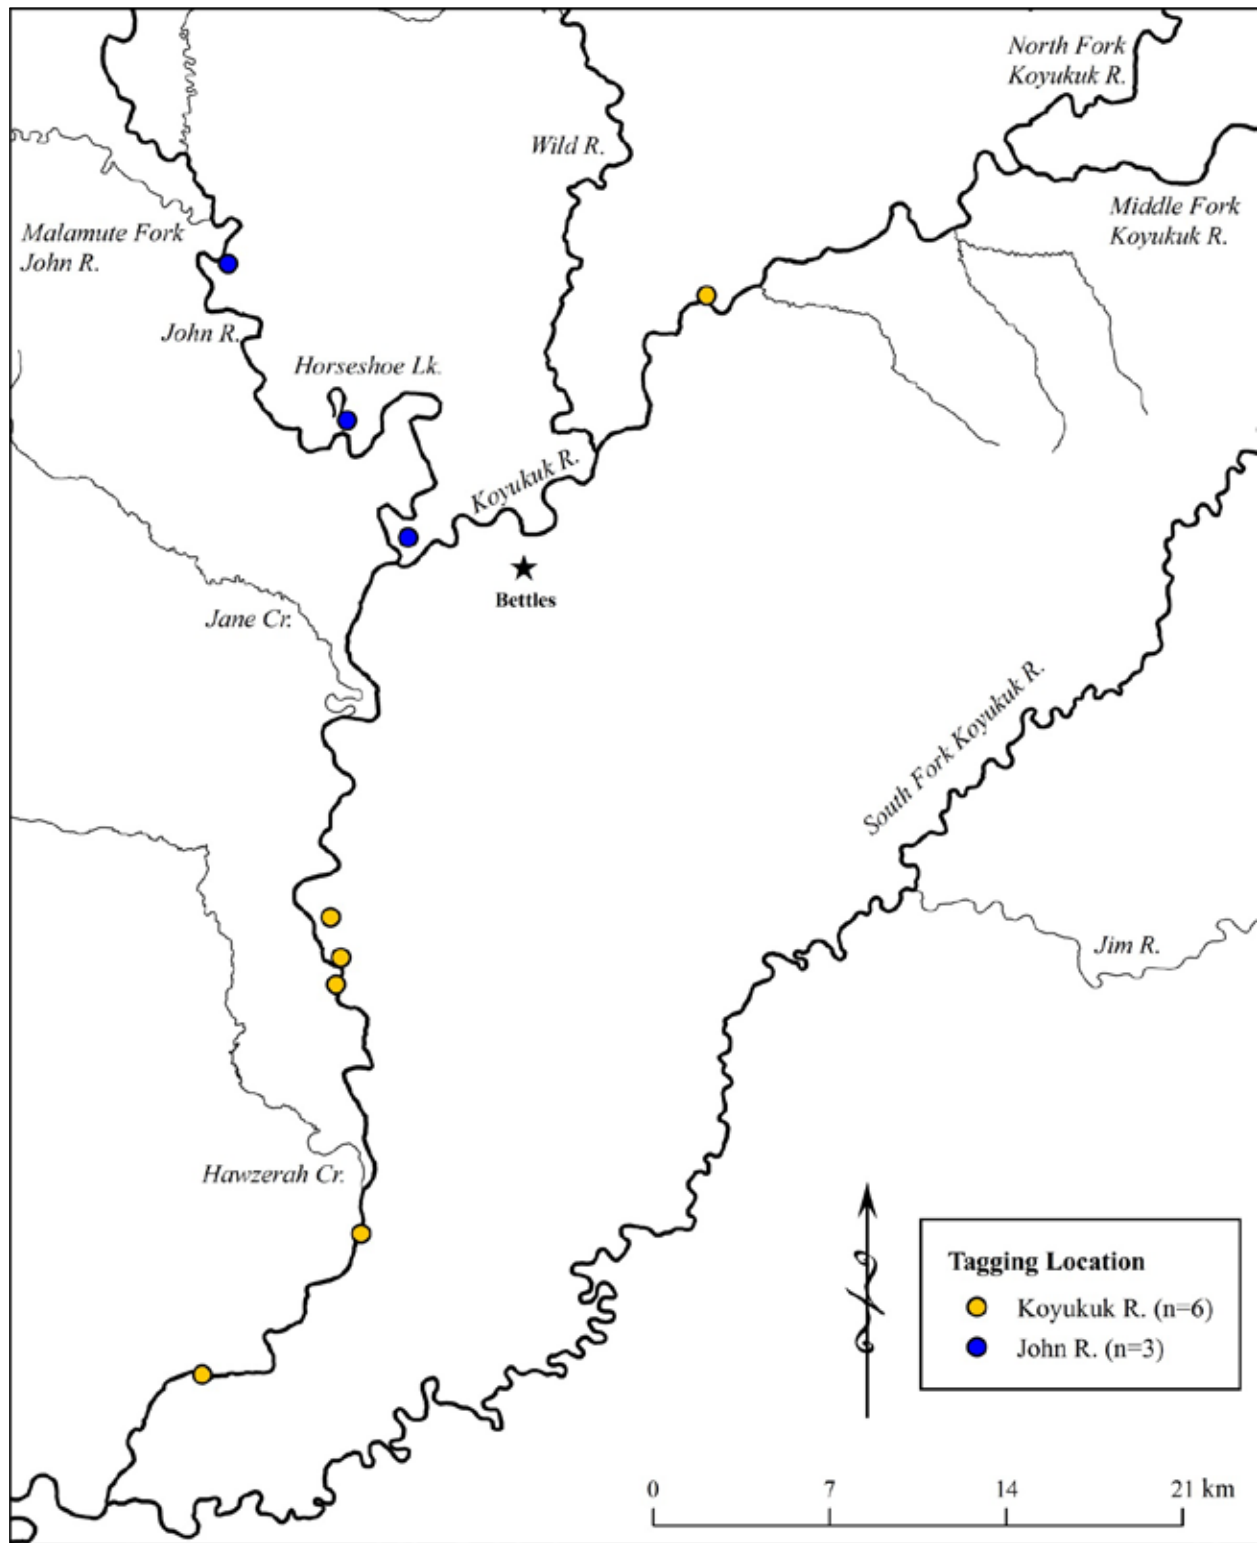 North Fork
Koyukuk R.
Wild R.
Middle Fork
Koyukuk R.
Malamute Fork
John R.
John R.
Horseshoe Lk.
Koyukuk R.
Bettles
Jane Cr.
South Fork Koyukuk R.
Jim R.
Hawzerah Cr.
Tagging Location
Koyukuk R. (n=6)
John R. (n=3)
0 7 14 21 km